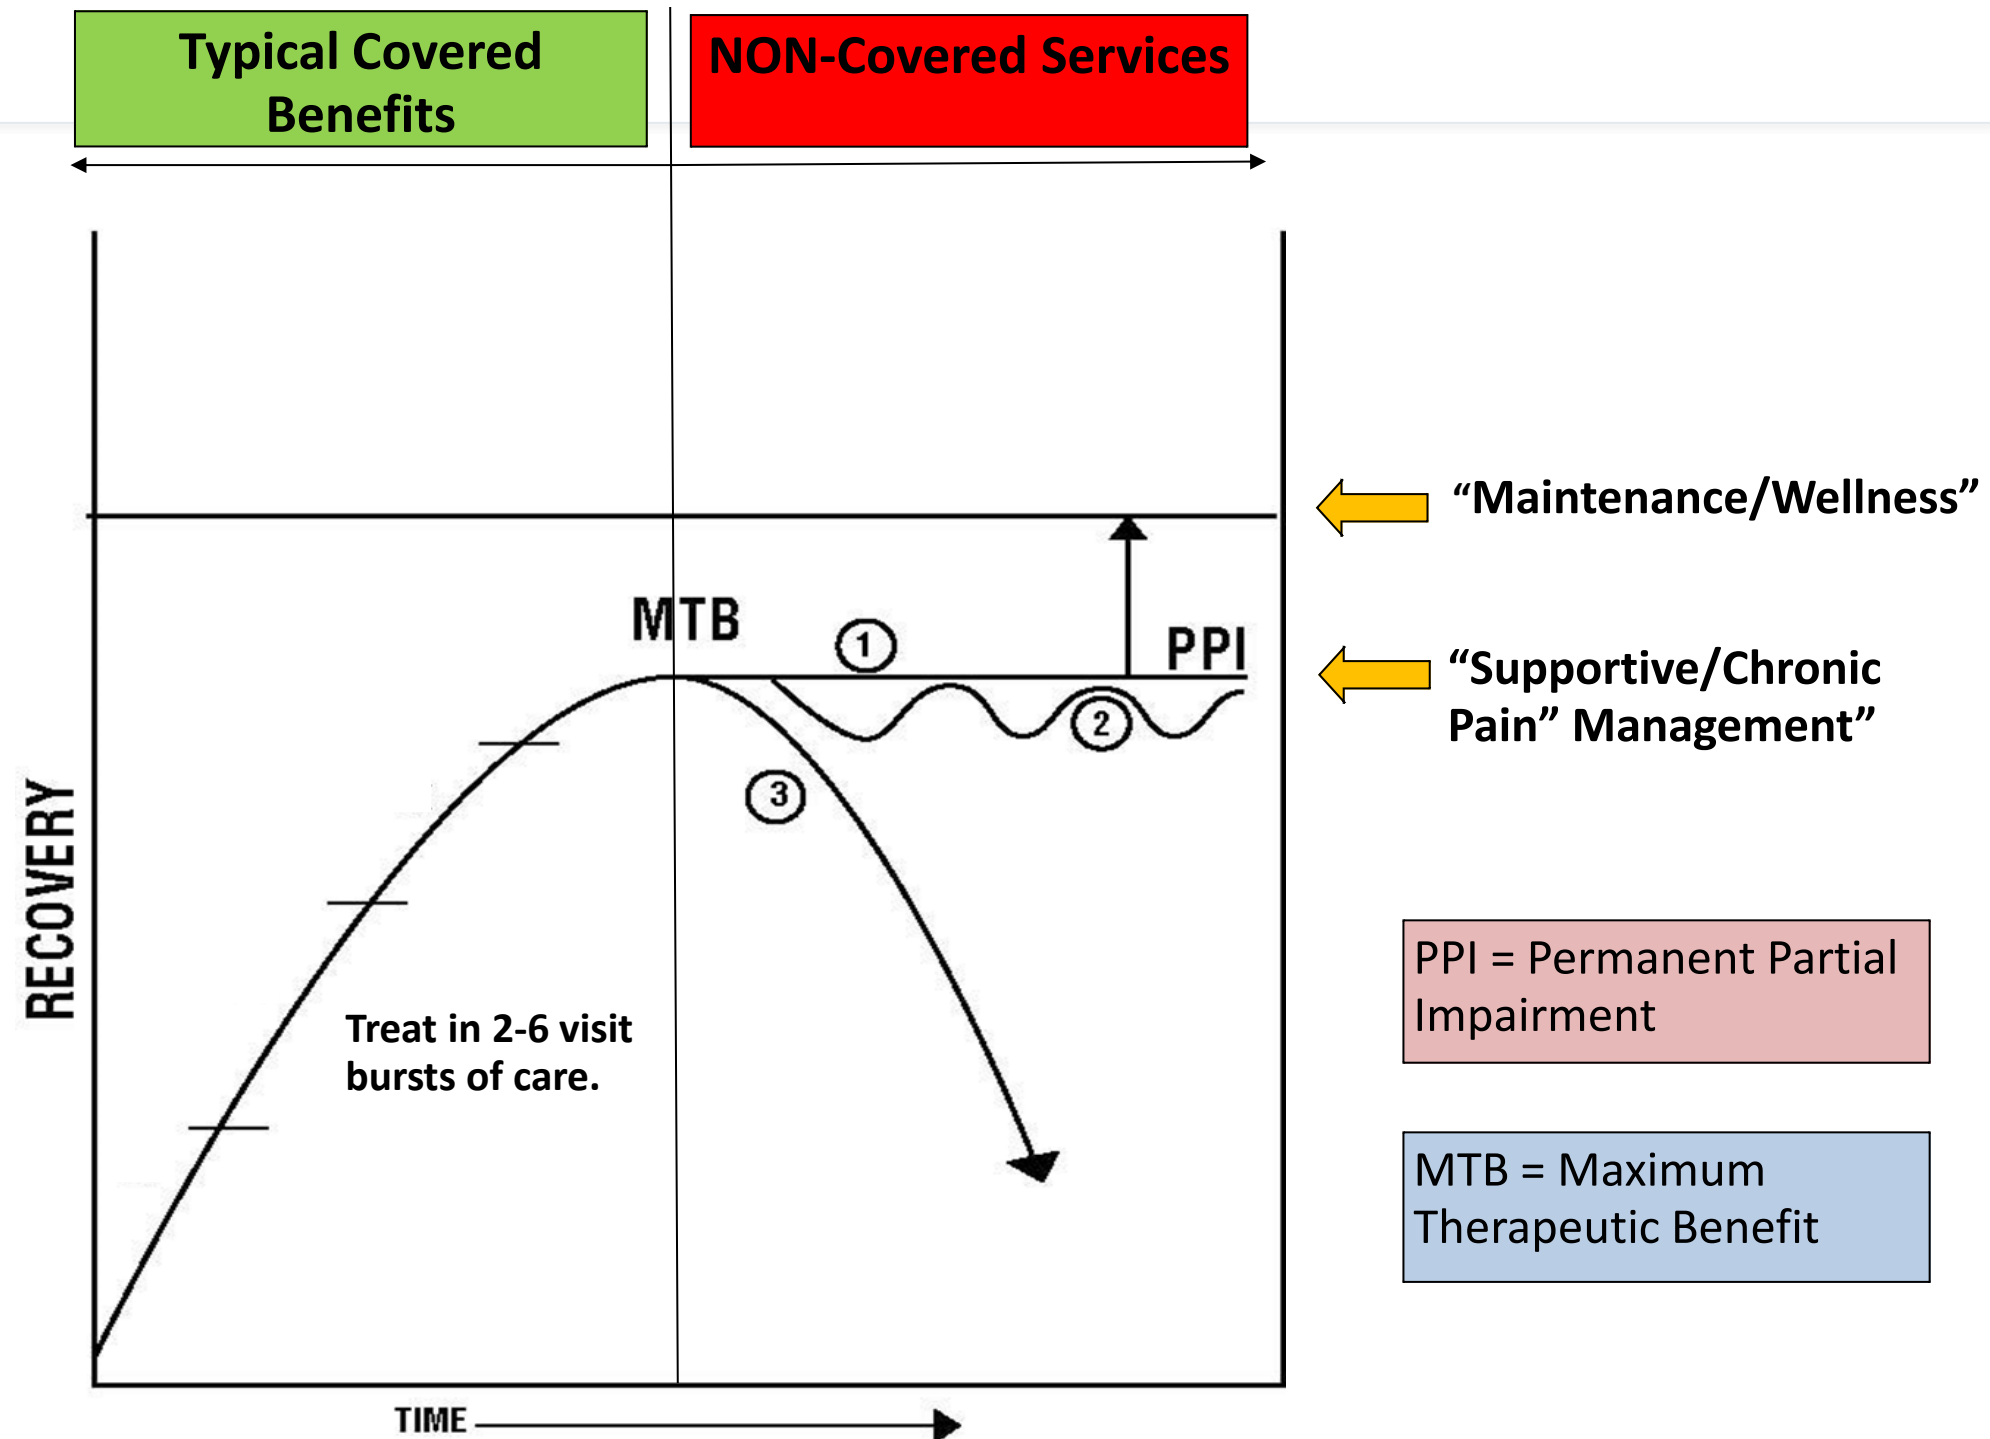 Typical Covered
Benefits
NON-Covered Services
“Maintenance/Wellness”
MTB
1
PPI
“Supportive/Chronic
Pain” Management”
2
3
RECOVERY
PPI = Permanent Partial
Impairment
Treat in 2-6 visit
bursts of care.
MTB = Maximum
Therapeutic Benefit
TIME